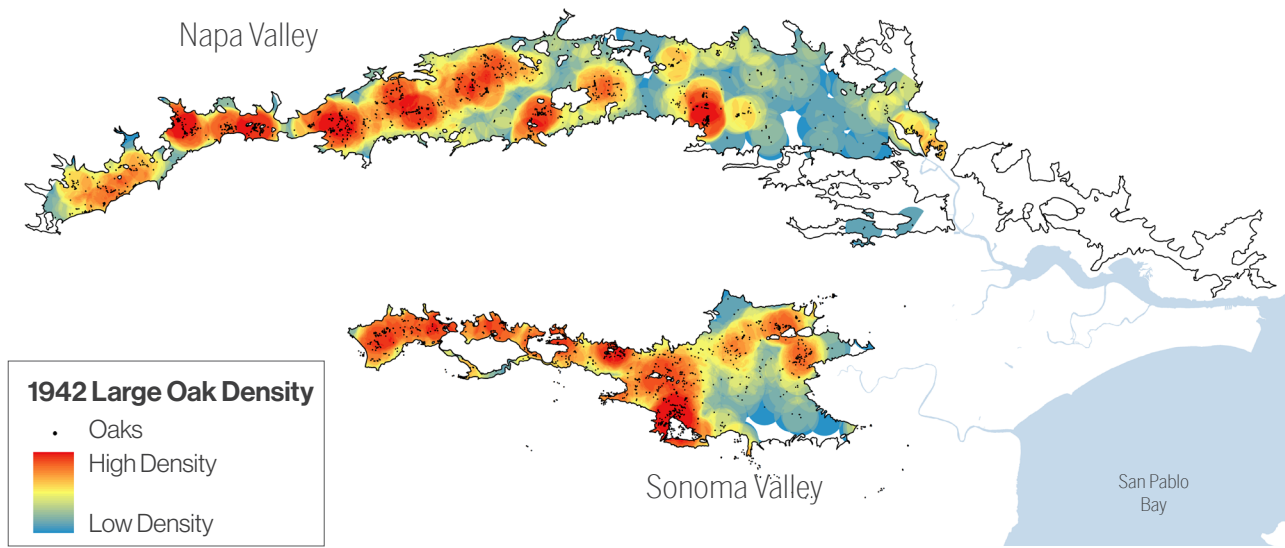 Napa Valley
1942 Large Oak Density
Oaks
High Density
Low Density
Sonoma Valley
San Pablo
Bay